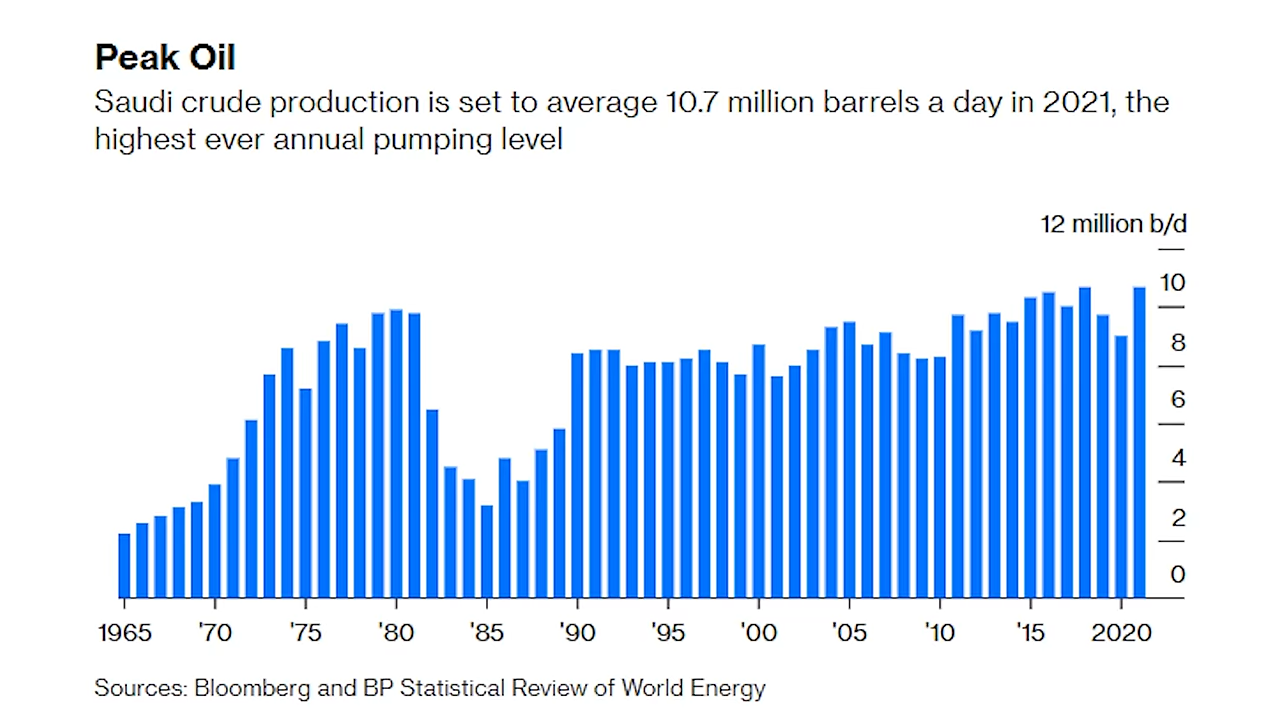 Peak Oil
Saudi crude production is set to average 10.7 million barrels a day in 2021, the
highest ever annual pumping level
12 million b/d
10
8
6
4
2
0
1965 '70 '75 '80 '85 '90 '95 '00 '05 '10 '15 2020
Sources: Bloomberg and BP Statistical Review of World Energy